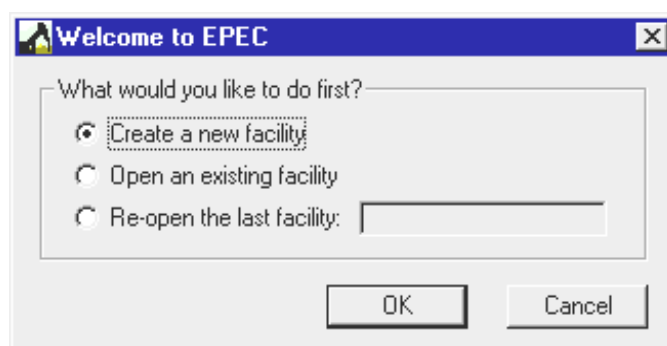 Welcome to EPEC
What would you like to do first?
Create a new facility
Open an existing facility
Re-open the last facility:
OK Cancel